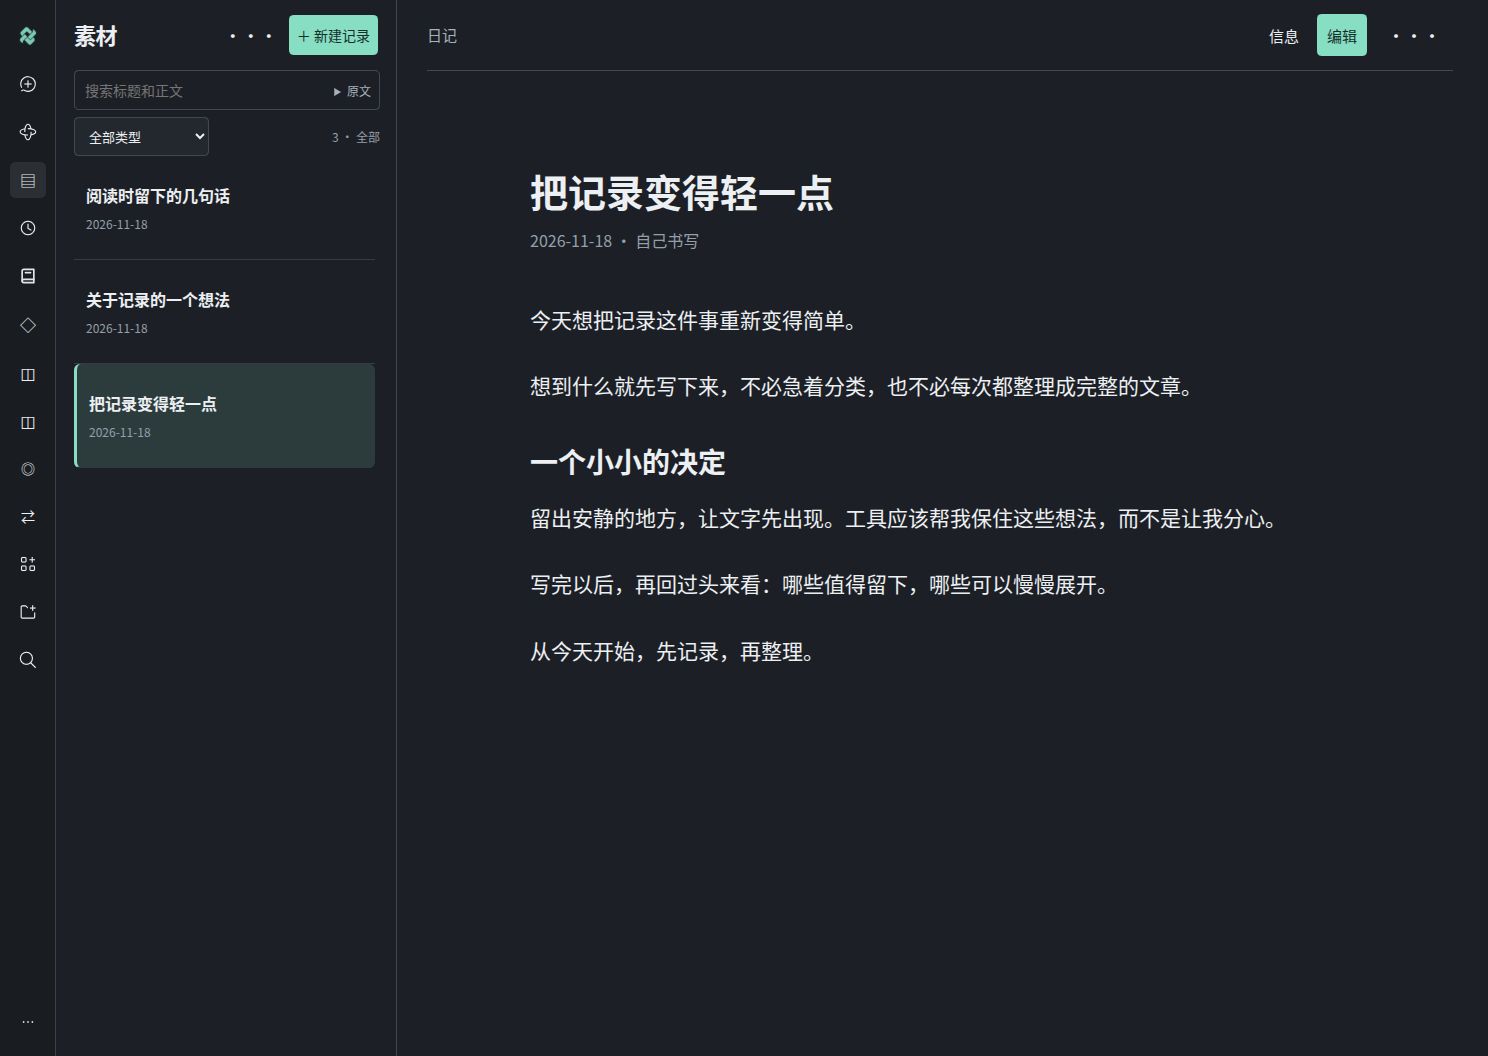 素材
· · ·
＋ 新建记录
搜索标题和正文
▶ 原文
全部类型
3 · 全部
阅读时留下的几句话
2026-11-18
关于记录的一个想法
2026-11-18
把记录变得轻一点
2026-11-18
日记
信息
编辑
· · ·
把记录变得轻一点
2026-11-18 · 自己书写
今天想把记录这件事重新变得简单。
想到什么就先写下来，不必急着分类，也不必每次都整理成完整的文章。
一个小小的决定
留出安静的地方，让文字先出现。工具应该帮我保住这些想法，而不是让我分心。
写完以后，再回过头来看：哪些值得留下，哪些可以慢慢展开。
从今天开始，先记录，再整理。